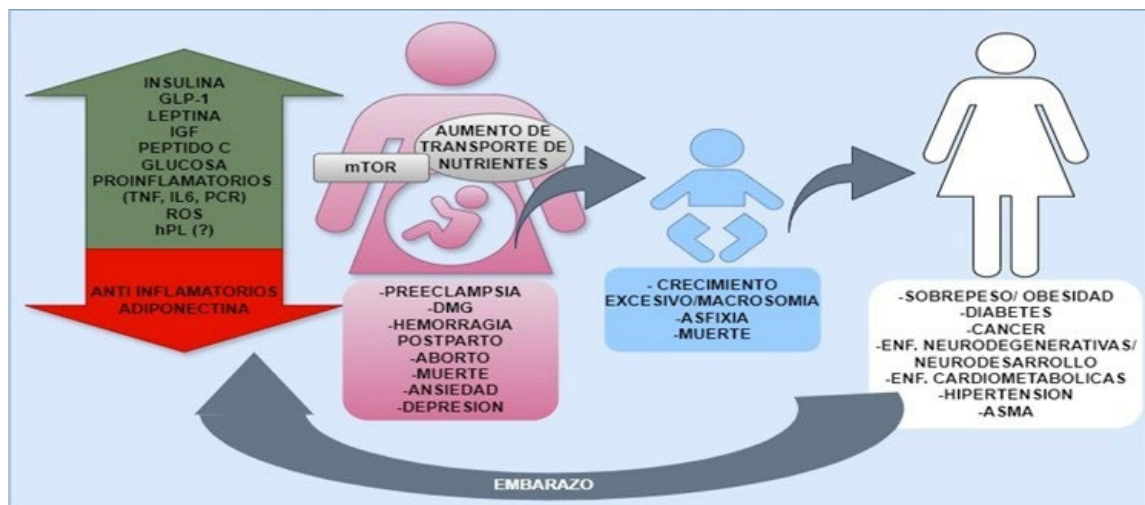 INSULINA
GLP-1
LEPTINA
IGF
PEPTIDO C
GLUCOSA
PROINFLAMATORIOS
(TNF, IL6, PCR)
ROS
hPL (?)
ANTI INFLAMATORIOS
ADIPONECTINA
mTOR
AUMENTO DE
TRANSPORTE DE
NUTRIENTES
-PREECLAMPSIA
-DMG
-HEMORRAGIA
POSTPARTO
-ABORTO
-MUERTE
-ANSIEDAD
-DEPRESION
- CRECIMIENTO
EXCESIVO/MACROSOMIA
-ASFIXIA
-MUERTE
-SOBREPESO/ OBESIDAD
-DIABETES
-CANCER
-ENF. NEURODEGENERATIVAS/
NEURODESARROLLO
-ENF. CARDIOMETABOLICAS
-HIPERTENSION
-ASMA
EMBARAZO